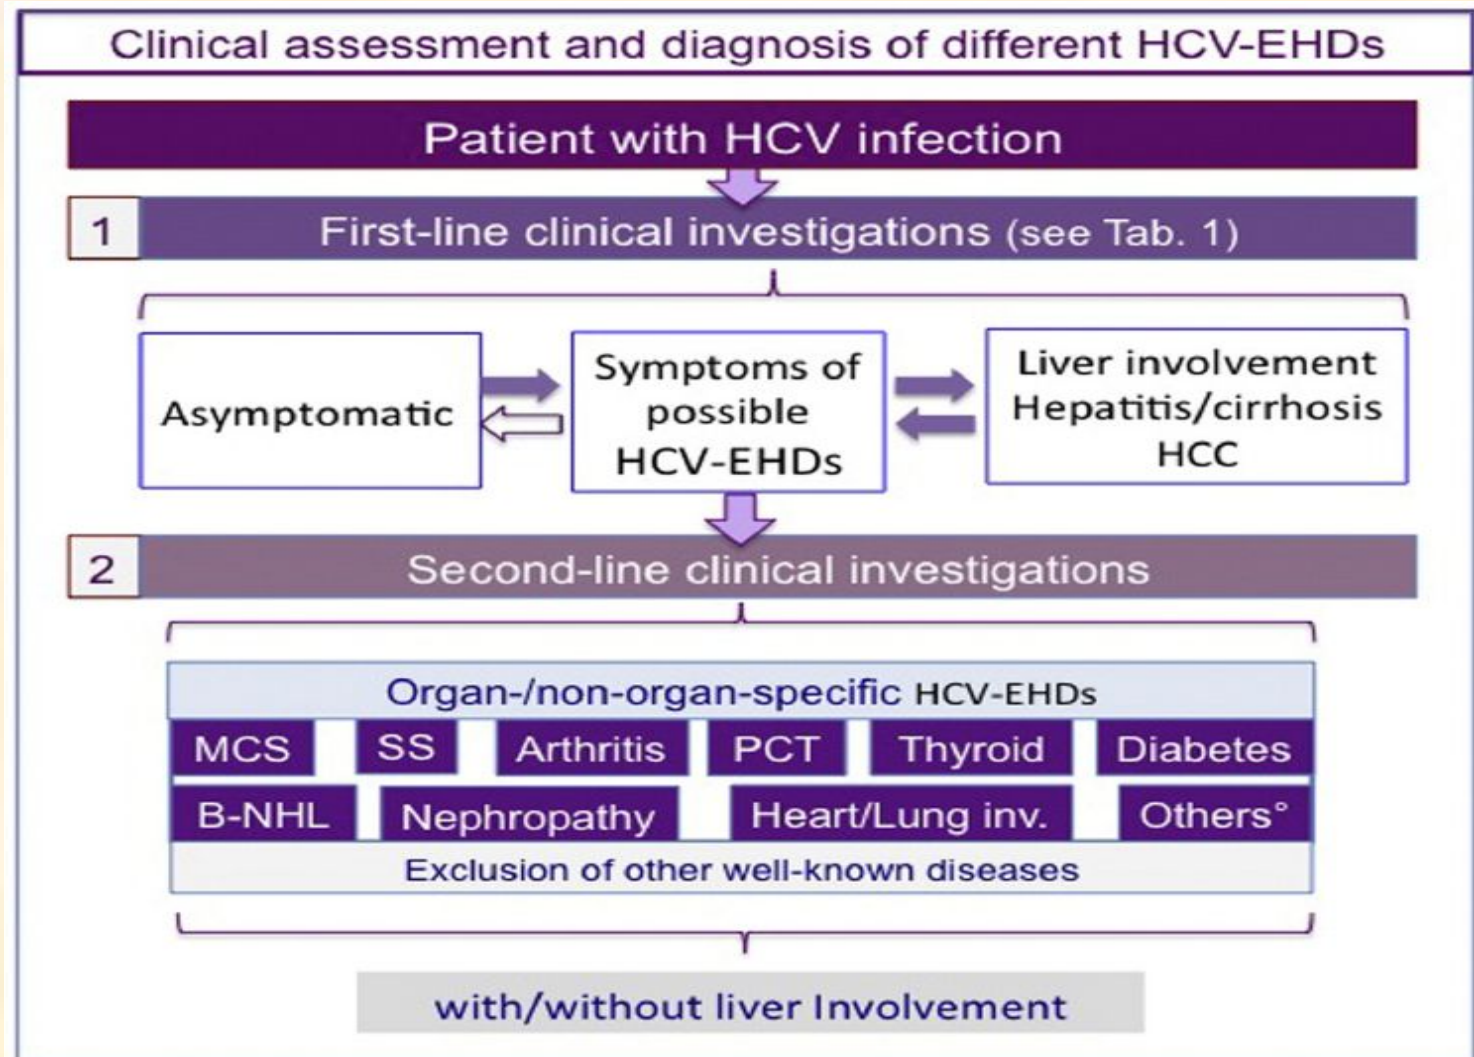 Clinical assessment and diagnosis of different HCV-EHDs
Patient with HCV infection
1
First-line clinical investigations (see Tab. 1)
Asymptomatic
Symptoms of
possible
HCV-EHDs
Liver involvement
Hepatitis/cirrhosis
HCC
2
Second-line clinical investigations
Organ-/non-organ-specific HCV-EHDs
MCS
SS
Arthritis
PCT
Thyroid
Diabetes
B-NHL
Nephropathy
Heart/Lung inv.
Others°
Exclusion of other well-known diseases
with/without liver Involvement